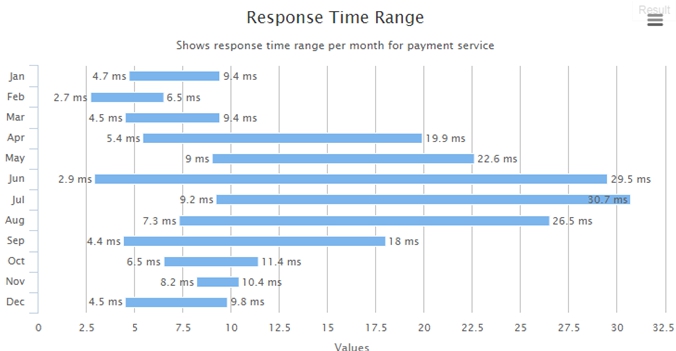 Result
Response Time Range
Shows response time range per month for payment service
Jan 4.7 ms 9.4 ms
Feb 2.7 ms 6.5 ms
Mar 4.5 ms 9.4 ms
Apr 5.4 ms 19.9 ms
May 9 ms 22.6 ms
Jun 2.9 ms 29.5 ms
Jul 9.2 ms 30.7 ms
Aug 7.3 ms 26.5 ms
Sep 4.4 ms 18 ms
Oct 6.5 ms 11.4 ms
Nov 8.2 ms 10.4 ms
Dec 4.5 ms 9.8 ms
0 2.5 5 7.5 10 12.5 15 17.5 20 22.5 25 27.5 30 32.5
Values